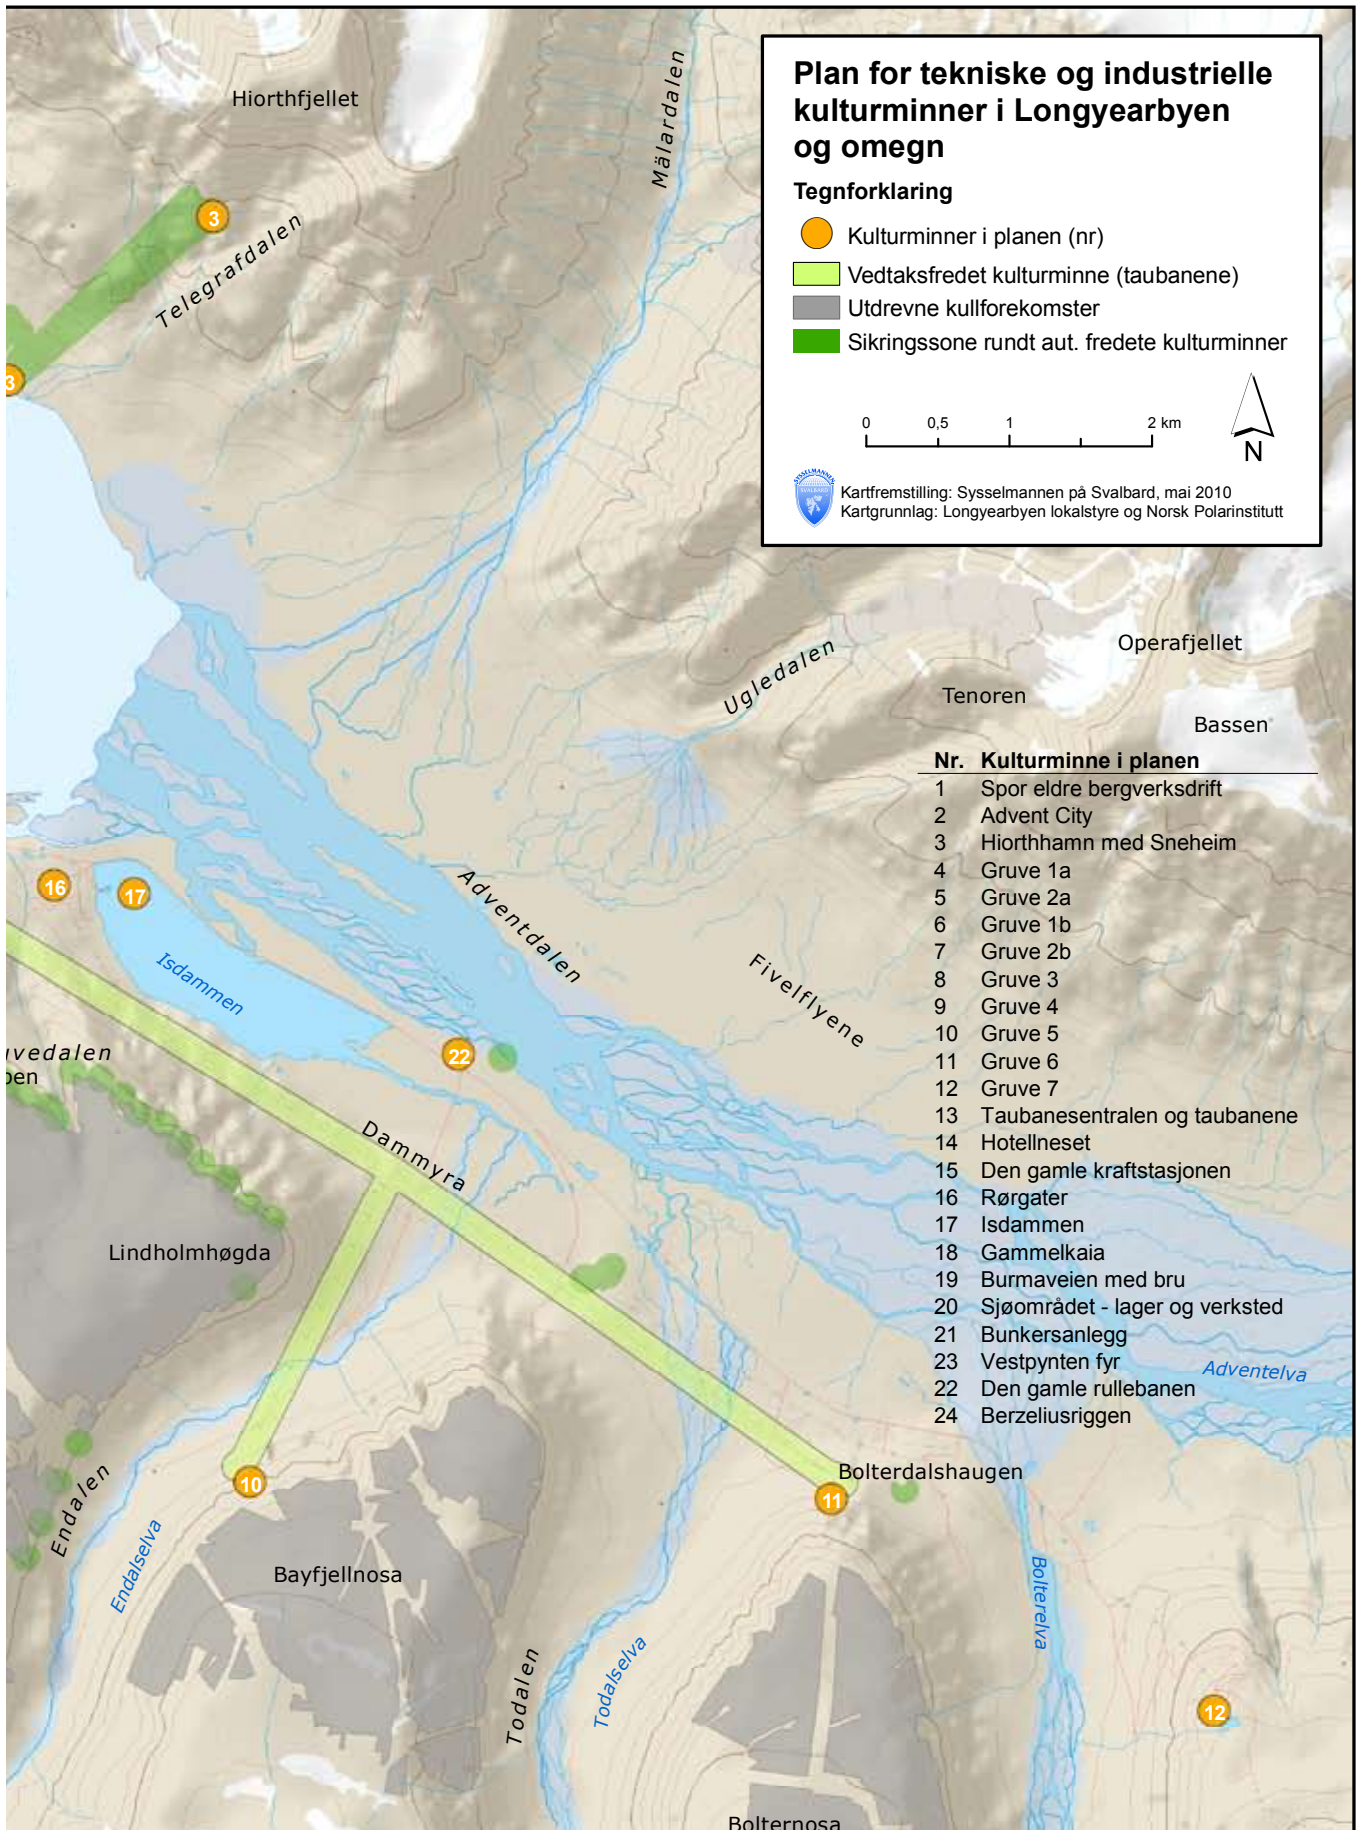 Plan for tekniske og industrielle
kulturminner i Longyearbyen
og omegn
Tegnforklaring
Kulturminner i planen (nr)
Vedtaksfredet kulturminne (taubanene)
Utdrevne kullforekomster
Sikringssone rundt aut. fredete kulturminner
0 0,5 1 2 km
N
SYSSELMANNEN
SVALBARD
Kartfremstilling: Sysselmannen på Svalbard, mai 2010
Kartgrunnlag: Longyearbyen lokalstyre og Norsk Polarinstitutt
Hiorthfjellet
Mälardalen
3
Telegrafdalen
3
Operafjellet
Ugledalen
Tenoren
Bassen
Nr. Kulturminne i planen
1 Spor eldre bergverksdrift
2 Advent City
3 Hiorthhamn med Sneheim
4 Gruve 1a
5 Gruve 2a
6 Gruve 1b
7 Gruve 2b
8 Gruve 3
9 Gruve 4
10 Gruve 5
11 Gruve 6
12 Gruve 7
13 Taubanesentralen og taubanene
14 Hotellneset
15 Den gamle kraftstasjonen
16 Rørgater
17 Isdammen
18 Gammelkaia
19 Burmaveien med bru
20 Sjøområdet - lager og verksted
21 Bunkersanlegg
23 Vestpynten fyr
22 Den gamle rullebanen
24 Berzeliusriggen
16
17
Adventdalen
Isdammen
Fivelflyene
22
uvedalen
pen
Dammyra
Lindholmhøgda
Adventelva
10
Bolterdalshaugen
11
Endalen
Endalselva
Bayfjellnosa
Bolterelva
Todalen
Todalselva
12
Bolternosa